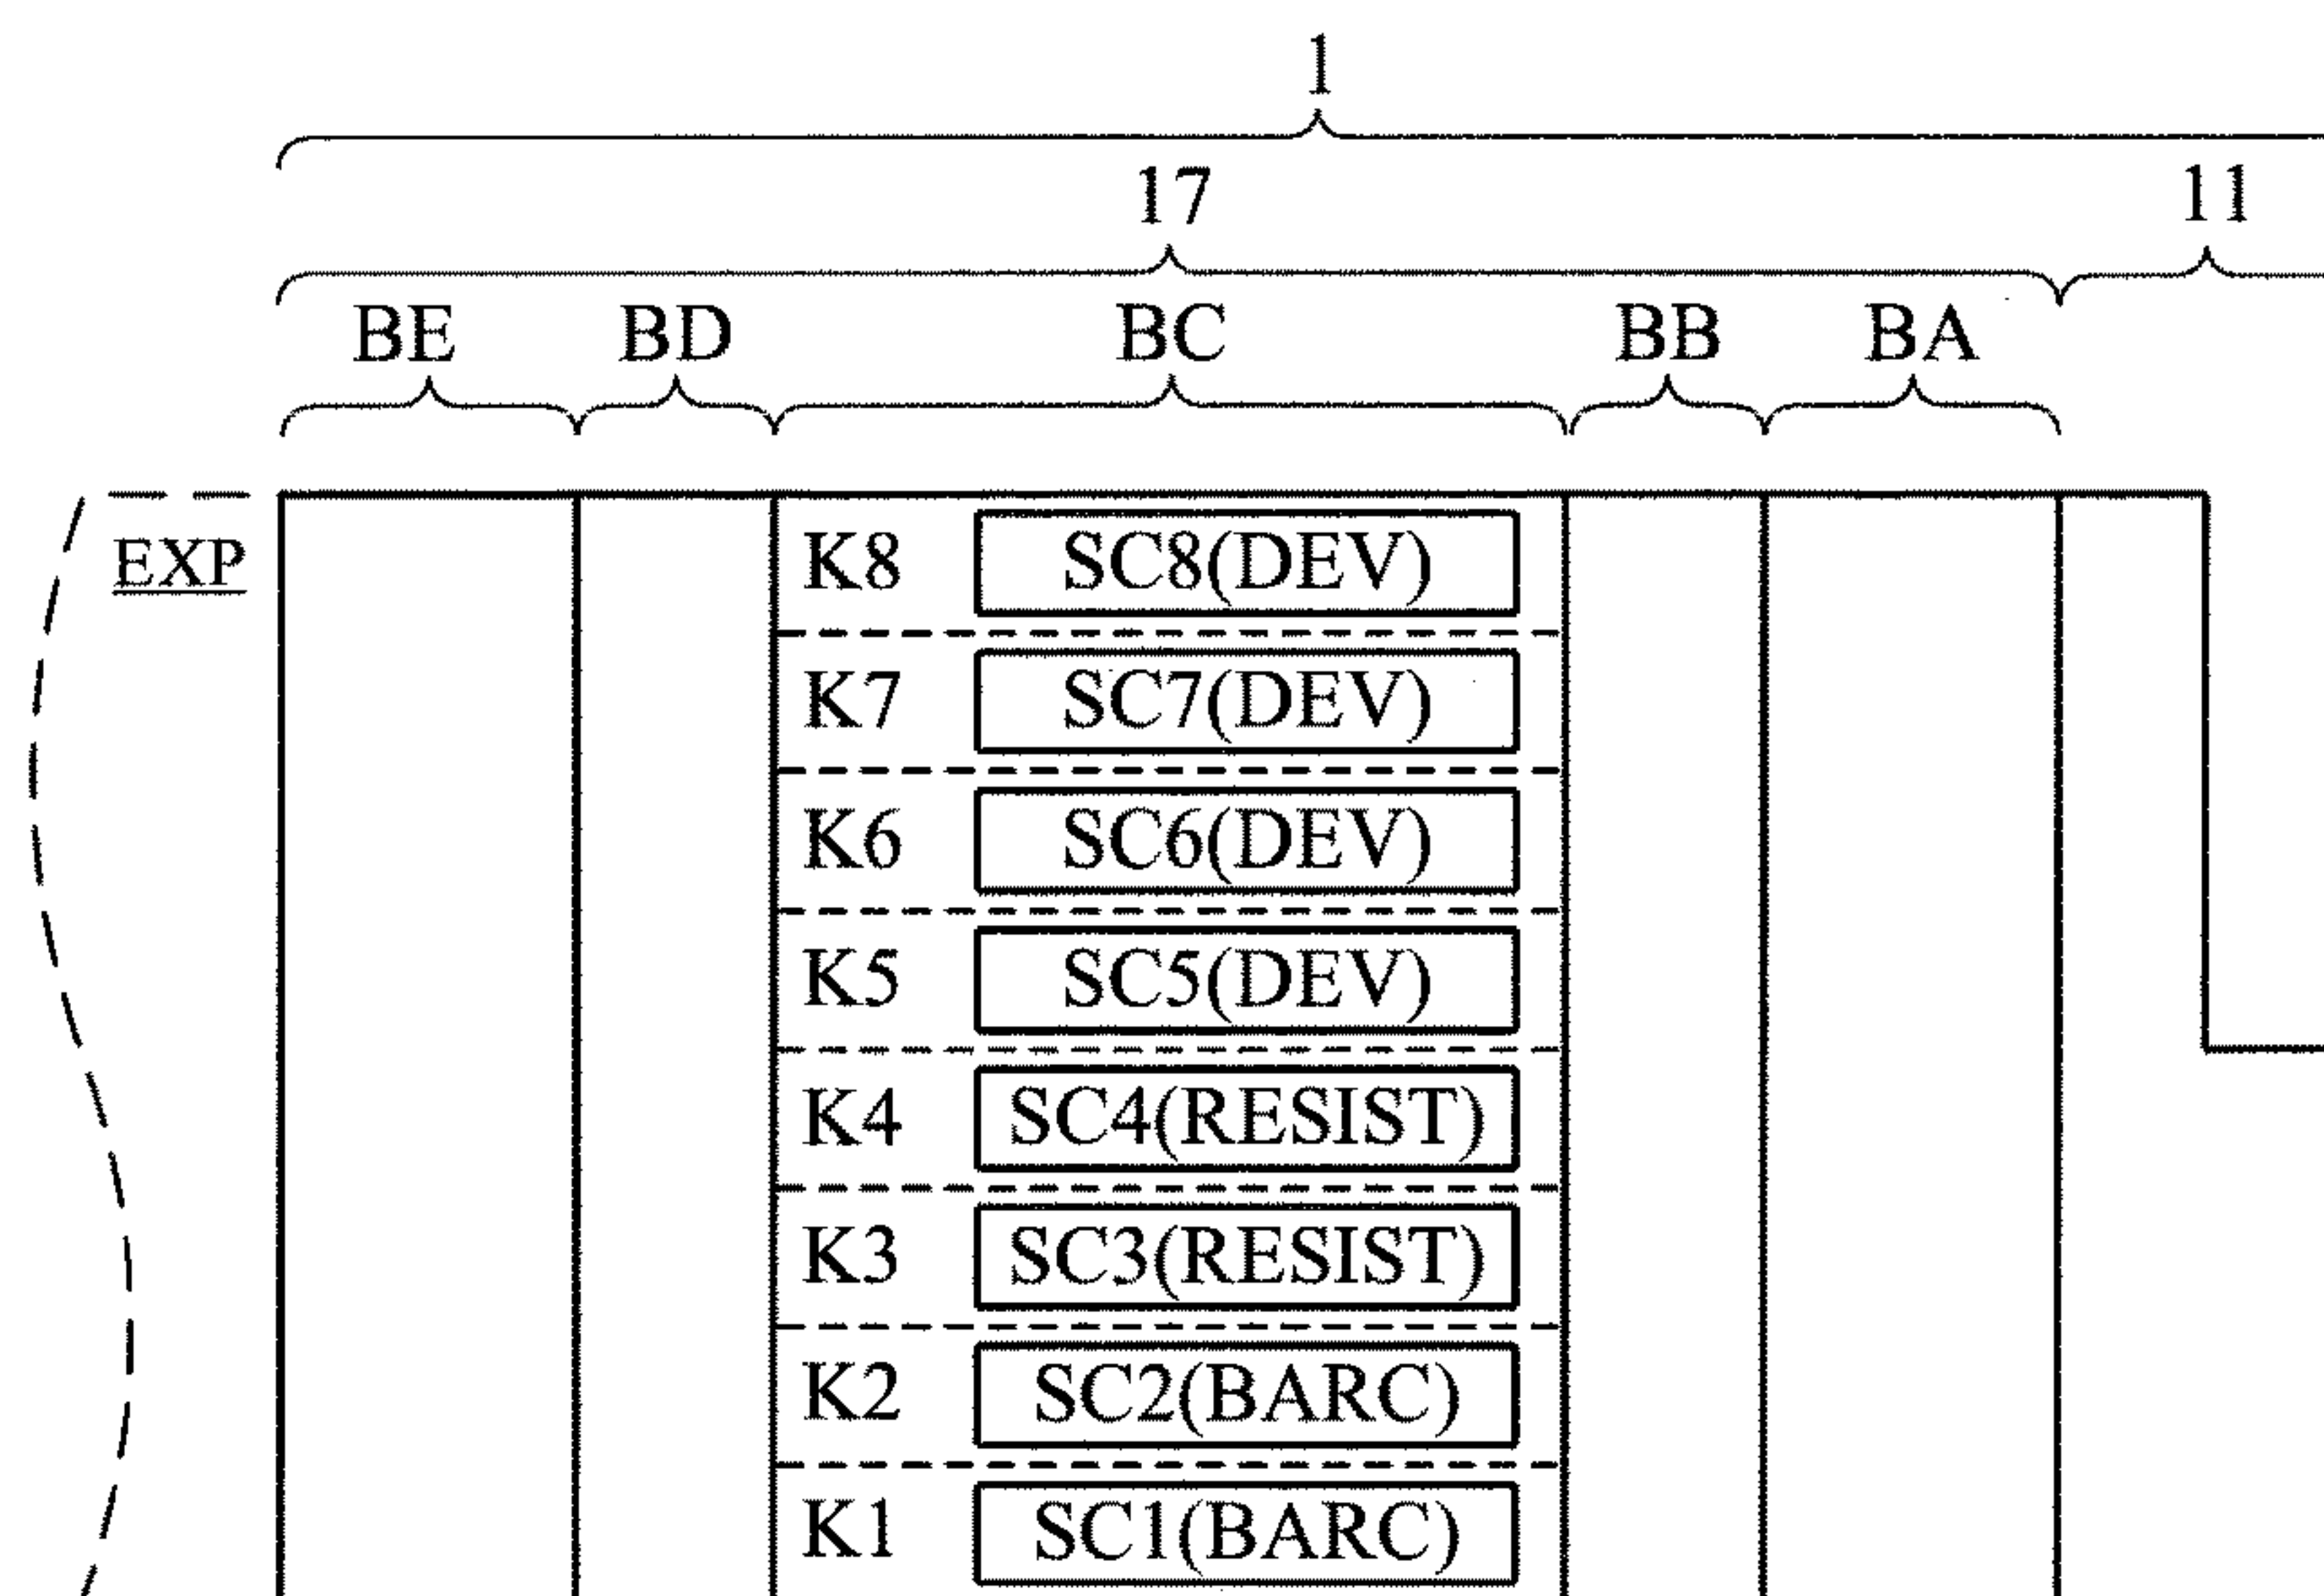 1
17 11
BE BD BC BB BA
EXP
K8 SC8(DEV)
K7 SC7(DEV)
K6 SC6(DEV)
K5 SC5(DEV)
K4 SC4(RESIST)
K3 SC3(RESIST)
K2 SC2(BARC)
K1 SC1(BARC)